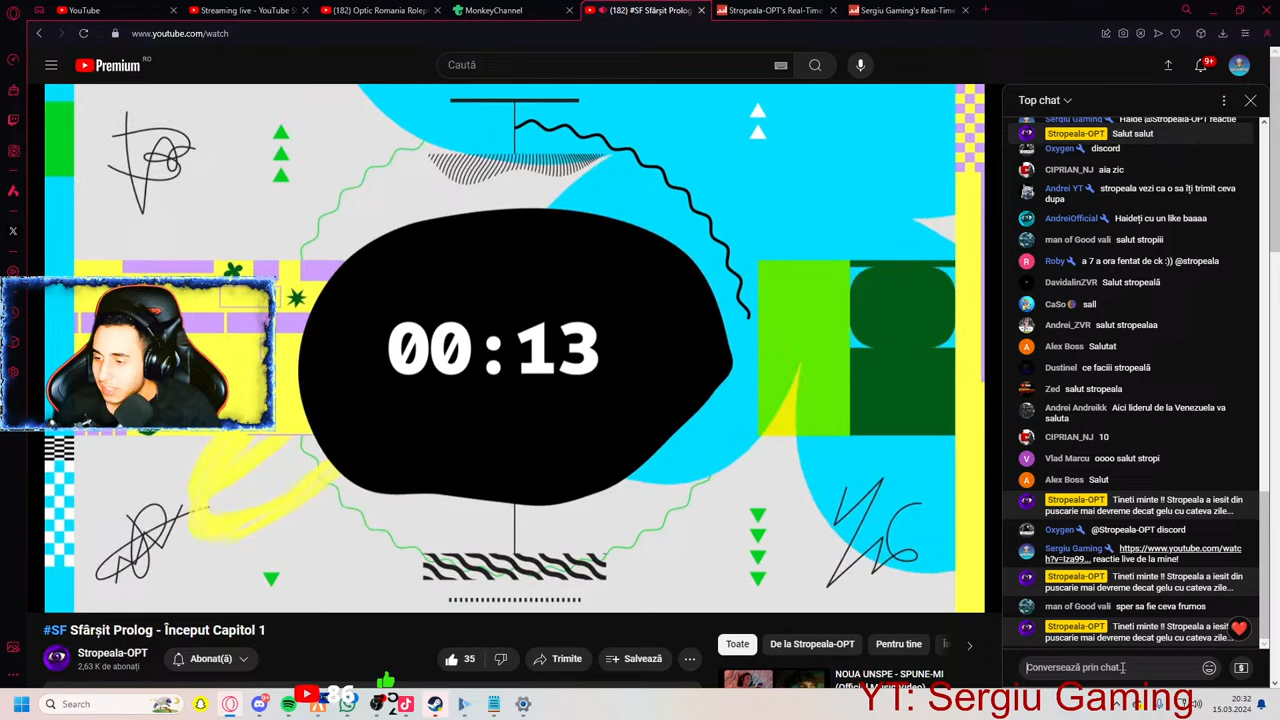 YouTube
Streaming live - YouTube S
(182) Optic Romania Rolepl
MonkeyChannel
(182) #SF Sfârșit Prolog
Stropeala-OPT's Real-Time
Sergiu Gaming's Real-Time
www.youtube.com/watch
Premium RO
Caută
9+
00:13
Top chat
Sergiu Gaming Haide @Stropeala-OPT reactie
Stropeala-OPT Salut salut
Oxygen discord
CIPRIAN_NJ aia zic
Andrei YT stropeala vezi ca o sa îți trimit ceva
dupa
AndreiOfficial Haideți cu un like baaaa
man of Good vali salut stropiii
Roby a 7 a ora fentat de ck :)) @stropeala
DavidalinZVR Salut stropeală
CaSo sall
Andrei_ZVR salut stropealaa
Alex Boss Salutat
Dustinel ce faciii stropeală
Zed salut stropeala
Andrei Andreikk Aici liderul de la Venezuela va
saluta
CIPRIAN_NJ 10
Vlad Marcu oooo salut stropi
Alex Boss Salut
Stropeala-OPT Tineti minte !! Stropeala a iesit din
puscarie mai devreme decat gelu cu cateva zile...
Oxygen @Stropeala-OPT discord
Sergiu Gaming https://www.youtube.com/watc
h?v=Iza99... reactie live de la mine!
Stropeala-OPT Tineti minte !! Stropeala a iesit din
puscarie mai devreme decat gelu cu cateva zile...
man of Good vali sper sa fie ceva frumos
Stropeala-OPT Tineti minte !! Stropeala a iesit
puscarie mai devreme decat gelu cu cateva zile...
Conversează prin chat...
#SF Sfârșit Prolog - Început Capitol 1
Stropeala-OPT
2,63 K de abonați
Abonat(ă)
35
Trimite
Salvează
Toate
De la Stropeala-OPT
Pentru tine
NOUA UNSPR - SPUNE-MI
86
YT: Sergiu Gaming
Search
20:32
15.03.2024